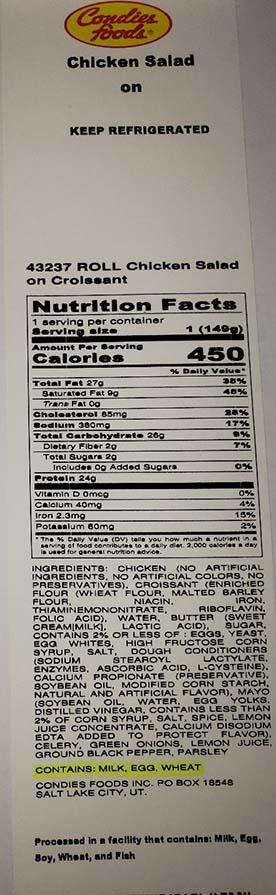 Condies
foods®
Chicken Salad
on
KEEP REFRIGERATED
43237 ROLL Chicken Salad
on Croissant
Nutrition Facts
1 serving per container
Serving size 1 (149g)
Amount Per Serving
Calories 450
% Daily Value*
Total Fat 27g 35%
Saturated Fat 9g 45%
Trans Fat 0g
Cholesterol 85mg 28%
Sodium 380mg 17%
Total Carbohydrate 26g 9%
Dietary Fiber 2g 7%
Total Sugars 2g
Includes 0g Added Sugars 0%
Protein 24g
Vitamin D 0mcg 0%
Calcium 40mg 4%
Iron 2.3mg 15%
Potassium 80mg 2%
*The % Daily Value (DV) tells you how much a nutrient in a
serving of food contributes to a daily diet. 2,000 calories a day
is used for general nutrition advice.
INGREDIENTS: CHICKEN (NO ARTIFICIAL
INGREDIENTS, NO ARTIFICIAL COLORS, NO
PRESERVATIVES), CROISSANT (ENRICHED
FLOUR (WHEAT FLOUR, MALTED BARLEY
FLOUR, NIACIN, IRON,
THIAMINEMONONITRATE, RIBOFLAVIN,
FOLIC ACID), WATER, BUTTER (SWEET
CREAM[MILK], LACTIC ACID), SUGAR,
CONTAINS 2% OR LESS OF : EGGS, YEAST,
EGG WHITES, HIGH FRUCTOSE CORN
SYRUP, SALT, DOUGH CONDITIONERS
(SODIUM STEAROYL LACTYLATE,
ENZYMES, ASCORBIC ACID, L-CYSTEINE),
CALCIUM PROPIONATE (PRESERVATIVE),
SOYBEAN OIL, MODIFIED CORN STARCH,
NATURAL AND ARTIFICIAL FLAVOR), MAYO
(SOYBEAN OIL, WATER, EGG YOLKS,
DISTILLED VINEGAR, CONTAINS LESS THAN
2% OF CORN SYRUP, SALT, SPICE, LEMON
JUICE CONCENTRATE, CALCIUM DISODIUM
EDTA ADDED TO PROTECT FLAVOR),
CELERY, GREEN ONIONS, LEMON JUICE,
GROUND BLACK PEPPER, PARSLEY
CONTAINS: MILK, EGG, WHEAT
CONDIES FOODS INC. PO BOX 18548
SALT LAKE CITY, UT.
Processed in a facility that contains: Milk, Egg,
Soy, Wheat, and Fish